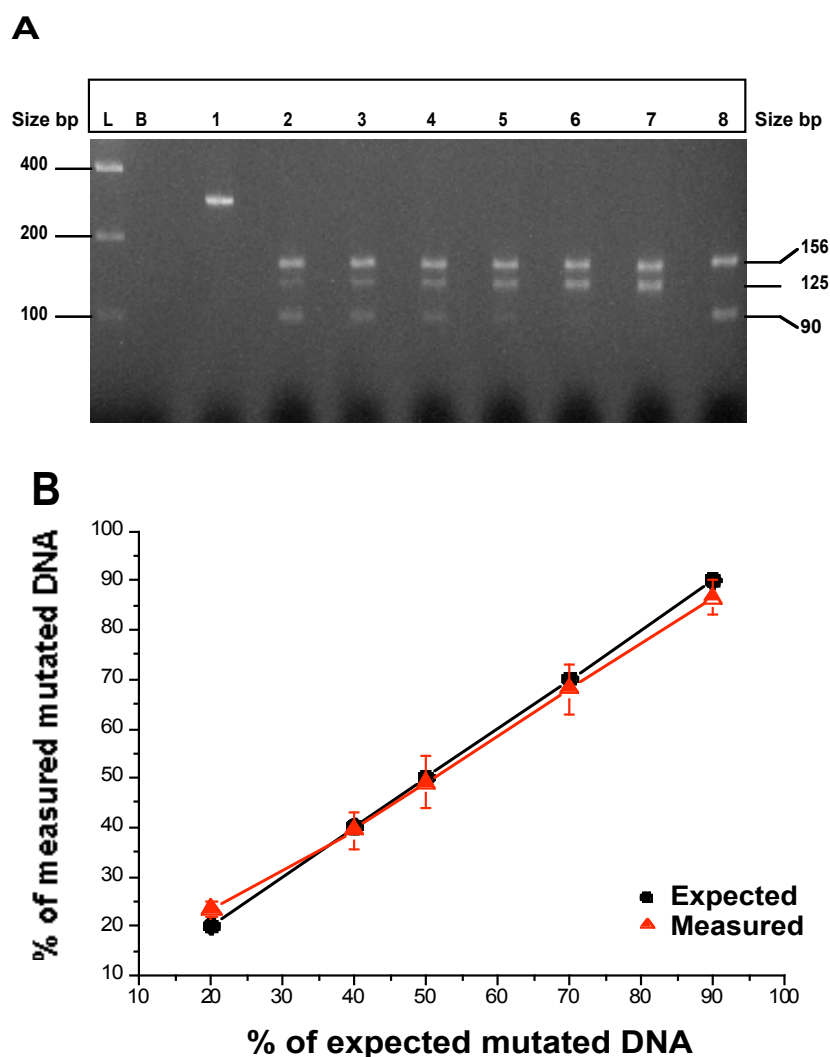 A
Size bp L B 1 2 3 4 5 6 7 8 Size bp
400
200
100
156
125
90
B
% of measured mutated DNA
100
90
80
70
60
50
40
30
20
10
Expected
Measured
10 20 30 40 50 60 70 80 90 100
% of expected mutated DNA